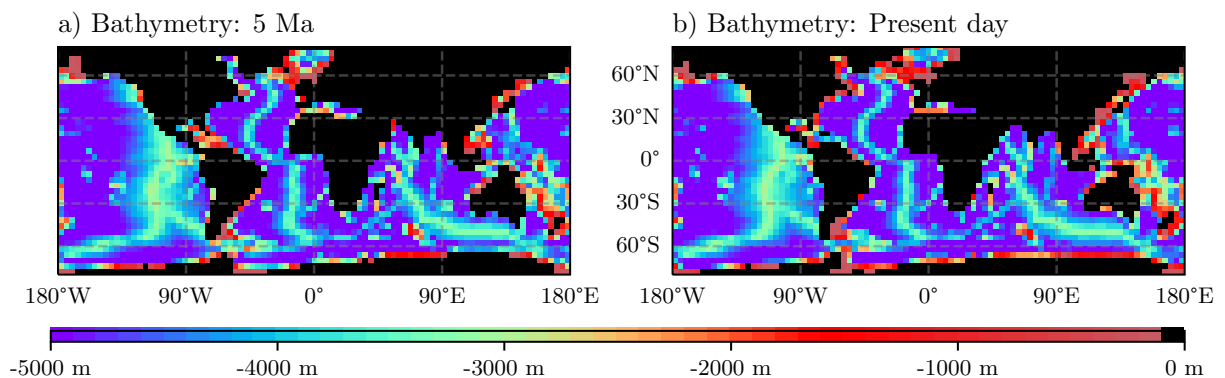 a) Bathymetry: 5 Ma
b) Bathymetry: Present day
60°N
30°N
0°
30°S
60°S
180°W 90°W 0° 90°E 180°E
180°W 90°W 0° 90°E 180°E
-5000 m -4000 m -3000 m -2000 m -1000 m 0 m